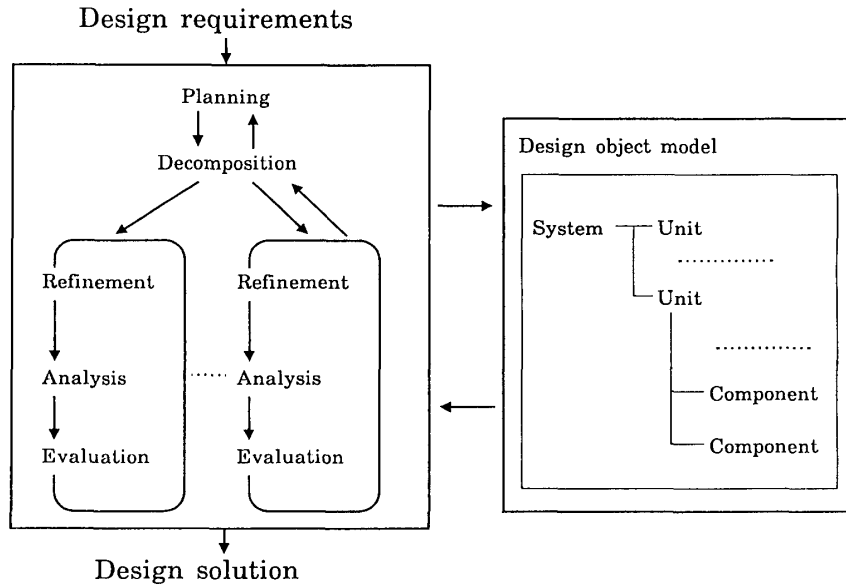 Design requirements
Planning
Decomposition
Refinement
Refinement
Analysis
Analysis
Evaluation
Evaluation
Design solution
Design object model
System
Unit
Unit
Component
Component